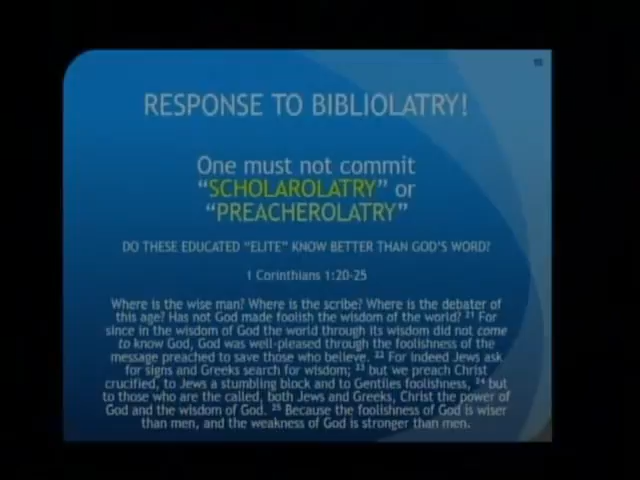 RESPONSE TO BIBLIOLATRY!
One must not commit
“SCHOLAROLATRY” or
“PREACHEROLATRY”
DO THESE EDUCATED “ELITE” KNOW BETTER THAN GOD’S WORD?
1 Corinthians 1:20-25
Where is the wise man? Where is the scribe? Where is the debater of
this age? Has not God made foolish the wisdom of the world? 21 For
since in the wisdom of God the world through its wisdom did not come
to know God, God was well-pleased through the foolishness of the
message preached to save those who believe. 22 For indeed Jews ask
for signs and Greeks search for wisdom; 23 but we preach Christ
crucified, to Jews a stumbling block and to Gentiles foolishness, 24 but
to those who are the called, both Jews and Greeks, Christ the power of
God and the wisdom of God. 25 Because the foolishness of God is wiser
than men, and the weakness of God is stronger than men.